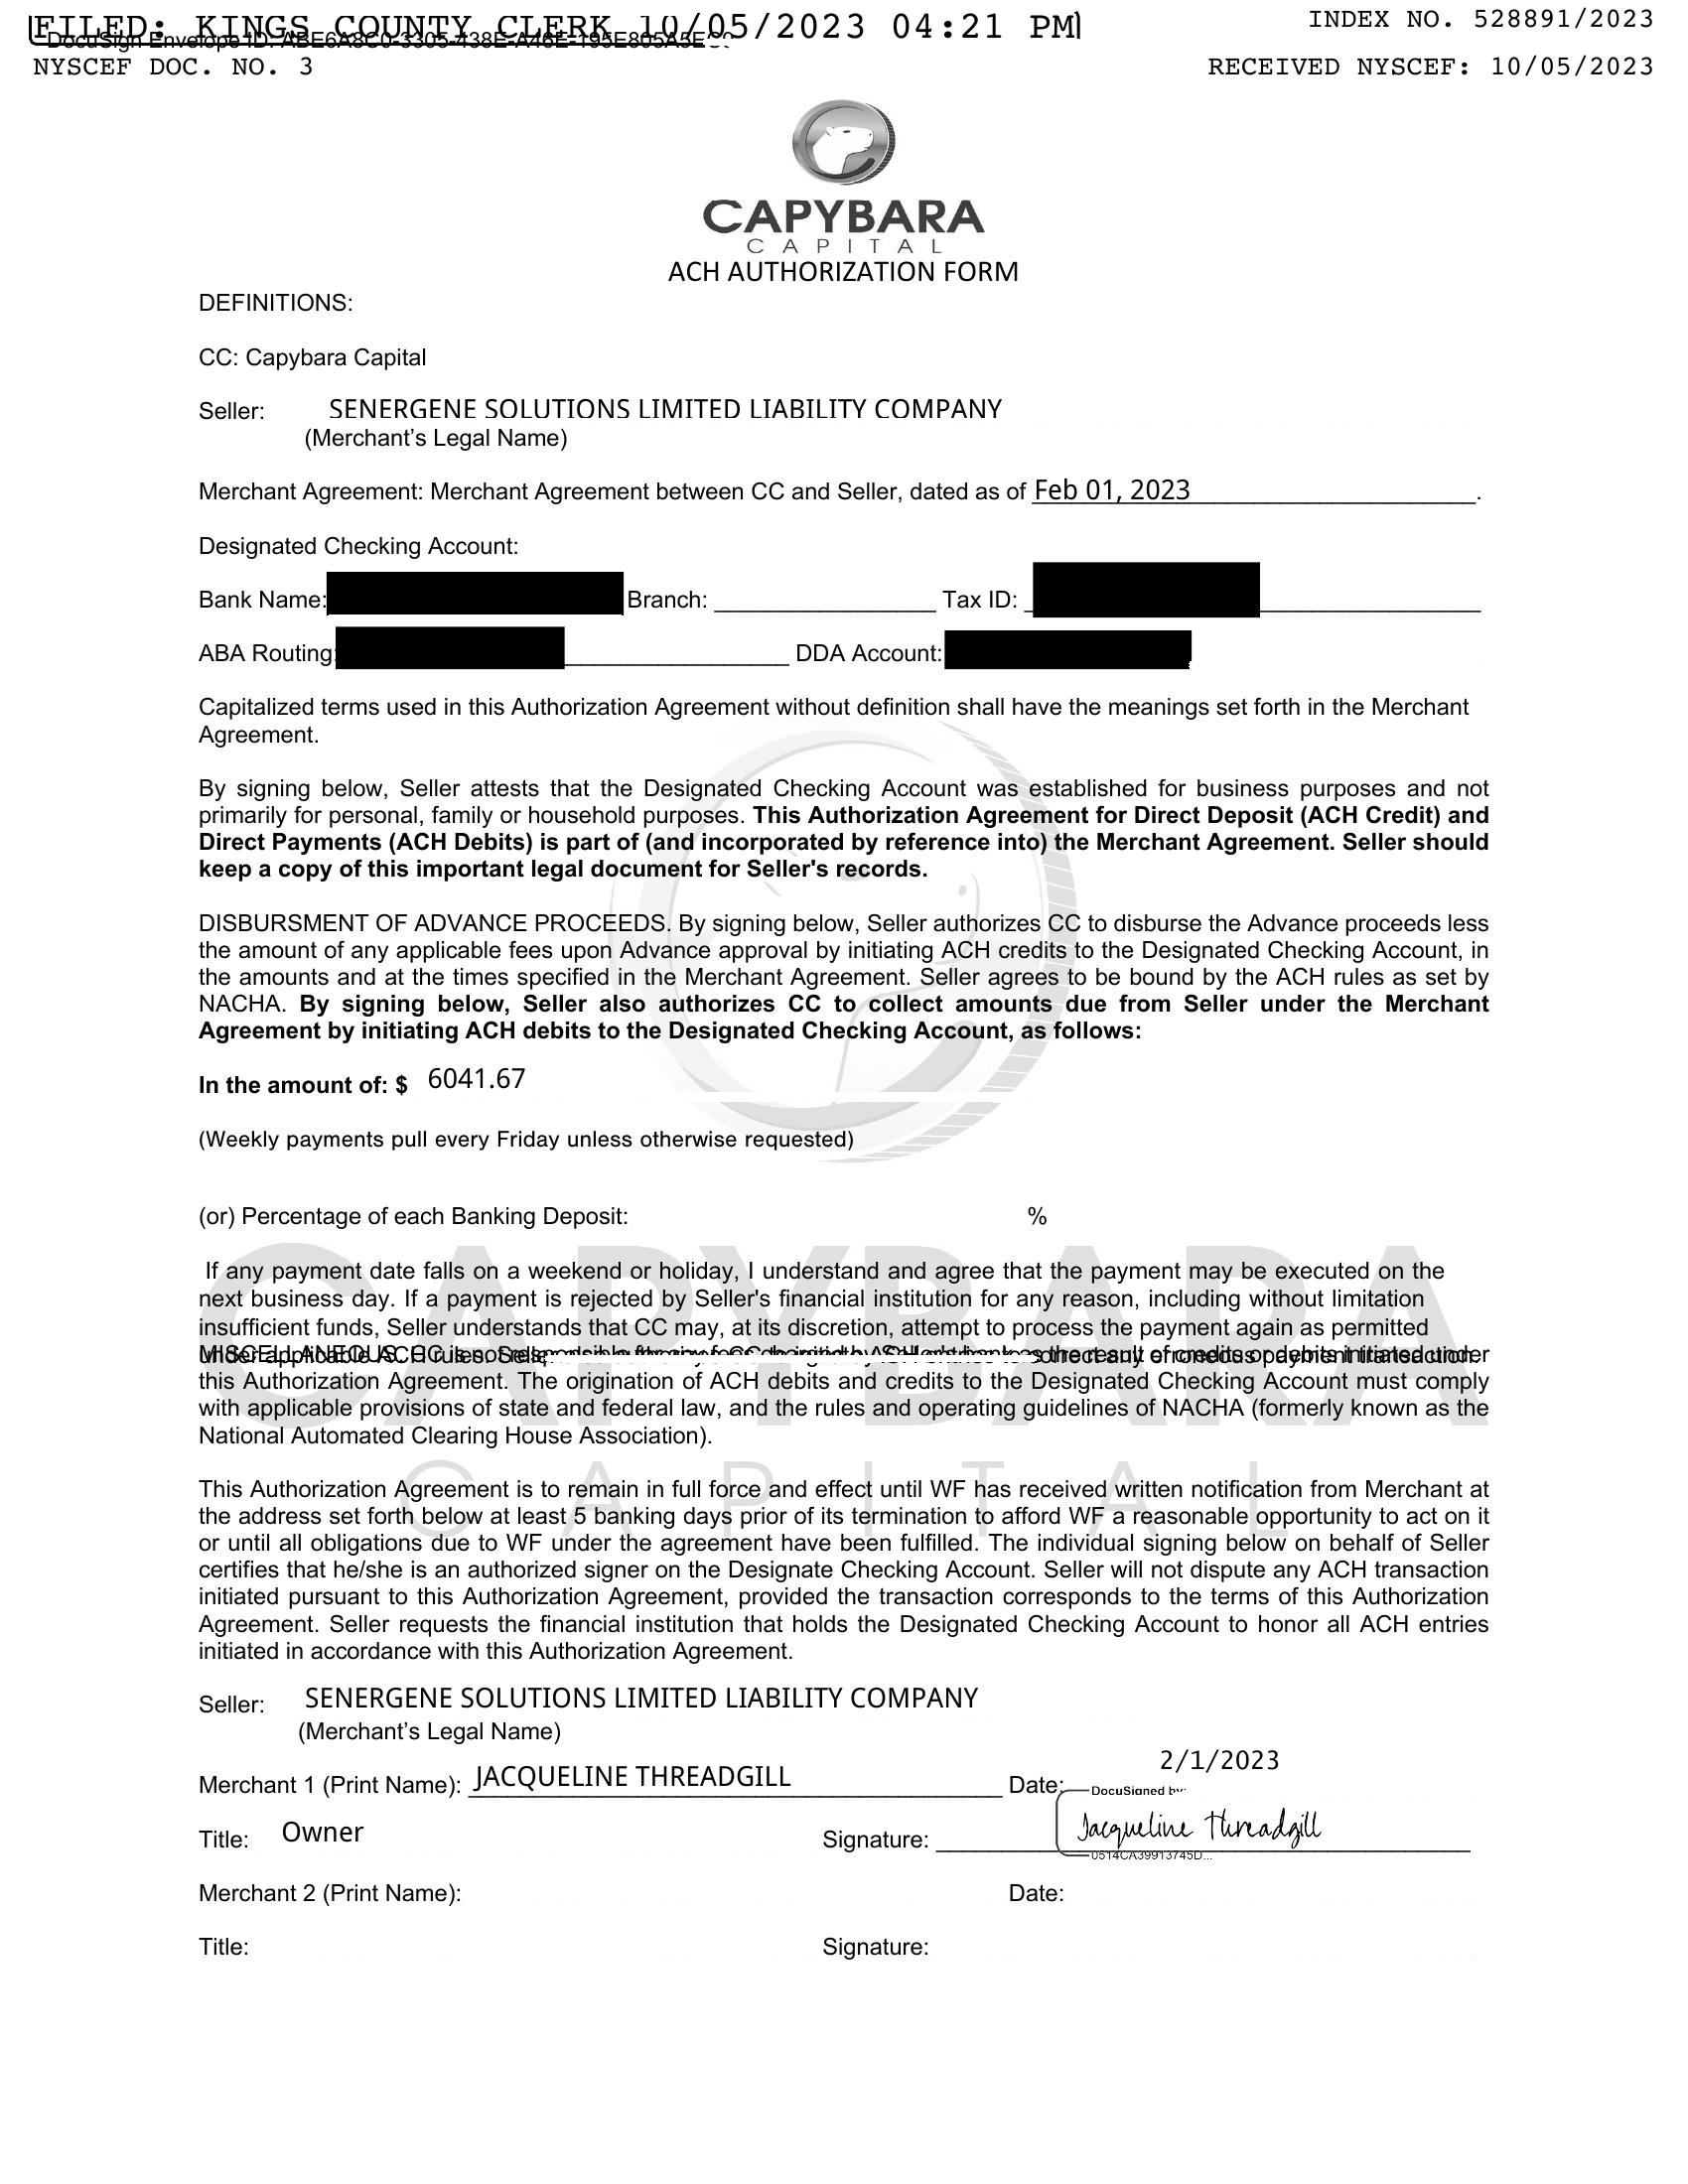 FILED: KINGS COUNTY CLERK 10/05/2023 04:21 PM
INDEX NO. 528891/2023
DocuSign Envelope ID: ABE6A8C0-3305-438E-A46E-195E805A5E
NYSCEF DOC. NO. 3
RECEIVED NYSCEF: 10/05/2023
CAPYBARA
CAPITAL
ACH AUTHORIZATION FORM
DEFINITIONS:
CC: Capybara Capital
Seller: SENERGENE SOLUTIONS LIMITED LIABILITY COMPANY
(Merchant's Legal Name)
Merchant Agreement: Merchant Agreement between CC and Seller, dated as of Feb 01, 2023.
Designated Checking Account:
Bank Name: Branch: Tax ID:
ABA Routing: DDA Account:
Capitalized terms used in this Authorization Agreement without definition shall have the meanings set forth in the Merchant
Agreement.
By signing below, Seller attests that the Designated Checking Account was established for business purposes and not
primarily for personal, family or household purposes. This Authorization Agreement for Direct Deposit (ACH Credit) and
Direct Payments (ACH Debits) is part of (and incorporated by reference into) the Merchant Agreement. Seller should
keep a copy of this important legal document for Seller's records.
DISBURSMENT OF ADVANCE PROCEEDS. By signing below, Seller authorizes CC to disburse the Advance proceeds less
the amount of any applicable fees upon Advance approval by initiating ACH credits to the Designated Checking Account, in
the amounts and at the times specified in the Merchant Agreement. Seller agrees to be bound by the ACH rules as set by
NACHA. By signing below, Seller also authorizes CC to collect amounts due from Seller under the Merchant
Agreement by initiating ACH debits to the Designated Checking Account, as follows:
In the amount of: $ 6041.67
(Weekly payments pull every Friday unless otherwise requested)
(or) Percentage of each Banking Deposit: %
CAPYBARA
If any payment date falls on a weekend or holiday, I understand and agree that the payment may be executed on the
next business day. If a payment is rejected by Seller's financial institution for any reason, including without limitation
insufficient funds, Seller understands that CC may, at its discretion, attempt to process the payment again as permitted
under applicable ACH rules.
MISCELLANEOUS. the result of credits or debits initiated under
this Authorization Agreement. The origination of ACH debits and credits to the Designated Checking Account must comply
with applicable provisions of state and federal law, and the rules and operating guidelines of NACHA (formerly known as the
National Automated Clearing House Association).
CAPITAL
This Authorization Agreement is to remain in full force and effect until WF has received written notification from Merchant at
the address set forth below at least 5 banking days prior of its termination to afford WF a reasonable opportunity to act on it
or until all obligations due to WF under the agreement have been fulfilled. The individual signing below on behalf of Seller
certifies that he/she is an authorized signer on the Designate Checking Account. Seller will not dispute any ACH transaction
initiated pursuant to this Authorization Agreement, provided the transaction corresponds to the terms of this Authorization
Agreement. Seller requests the financial institution that holds the Designated Checking Account to honor all ACH entries
initiated in accordance with this Authorization Agreement.
Seller: SENERGENE SOLUTIONS LIMITED LIABILITY COMPANY
(Merchant's Legal Name)
Merchant 1 (Print Name): JACQUELINE THREADGILL Date: 2/1/2023
DocuSigned by:
Title: Owner Signature: Jacqueline Threadgill
0514CA39913745D...
Merchant 2 (Print Name): Date:
Title: Signature: